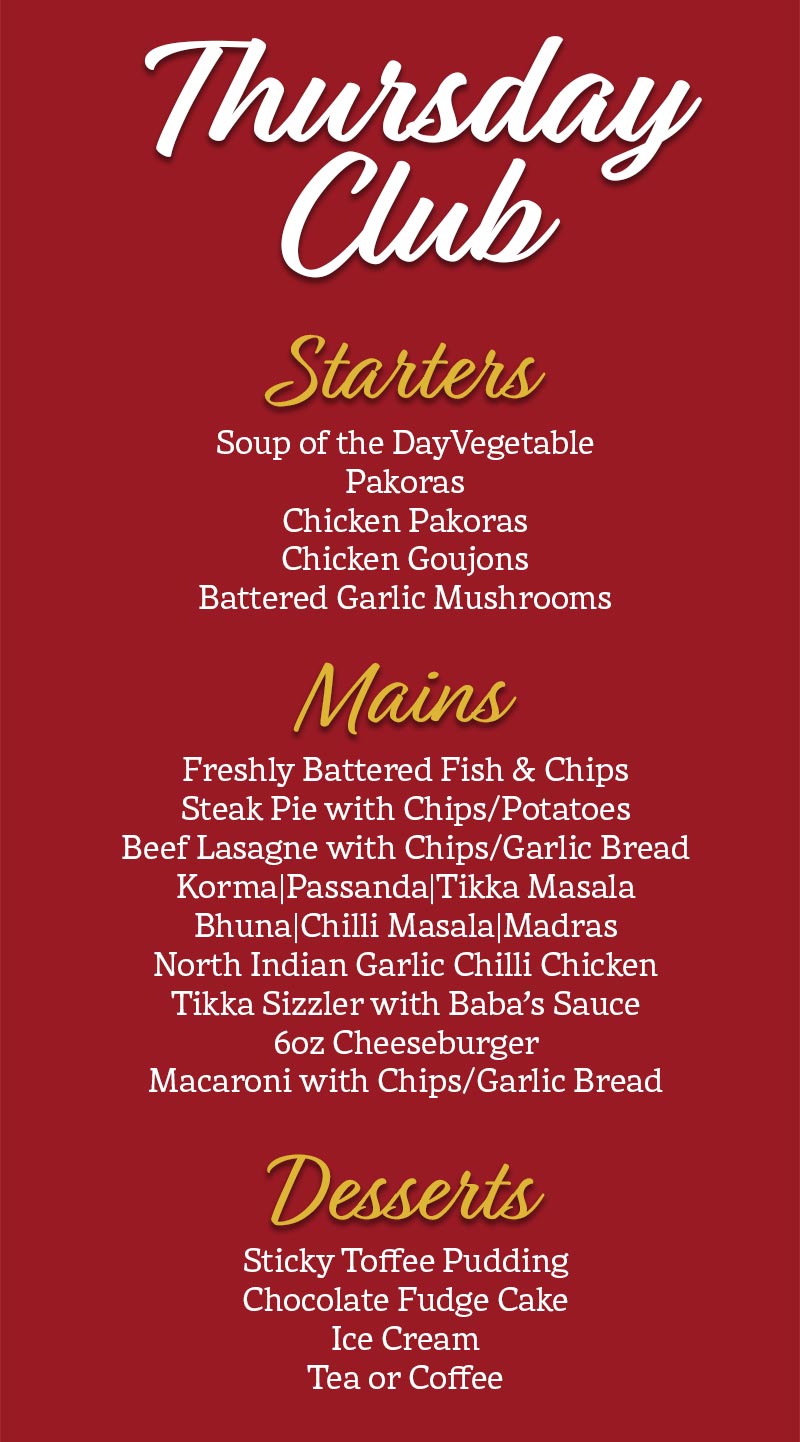 Thursday
Club
Starters
Soup of the DayVegetable
Pakoras
Chicken Pakoras
Chicken Goujons
Battered Garlic Mushrooms
Mains
Freshly Battered Fish & Chips
Steak Pie with Chips/Potatoes
Beef Lasagne with Chips/Garlic Bread
Korma|Passanda|Tikka Masala
Bhuna|Chilli Masala|Madras
North Indian Garlic Chilli Chicken
Tikka Sizzler with Baba’s Sauce
6oz Cheeseburger
Macaroni with Chips/Garlic Bread
Desserts
Sticky Toffee Pudding
Chocolate Fudge Cake
Ice Cream
Tea or Coffee